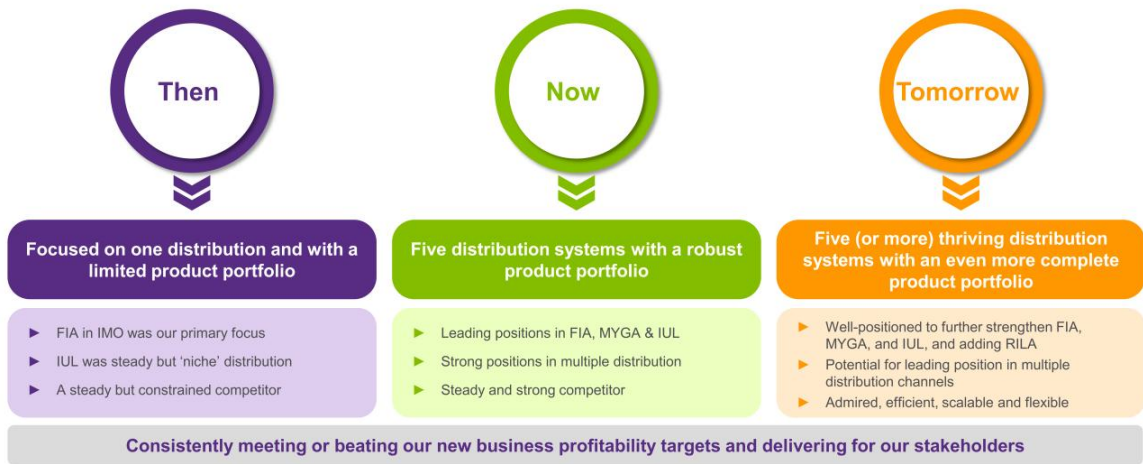 Then
Focused on one distribution and with a
limited product portfolio
► FIA in IMO was our primary focus
► IUL was steady but ‘niche’ distribution
► A steady but constrained competitor
Now
Five distribution systems with a robust
product portfolio
► Leading positions in FIA, MYGA & IUL
► Strong positions in multiple distribution
► Steady and strong competitor
Tomorrow
Five (or more) thriving distribution
systems with an even more complete
product portfolio
► Well-positioned to further strengthen FIA,
MYGA, and IUL, and adding RILA
► Potential for leading position in multiple
distribution channels
► Admired, efficient, scalable and flexible
Consistently meeting or beating our new business profitability targets and delivering for our stakeholders